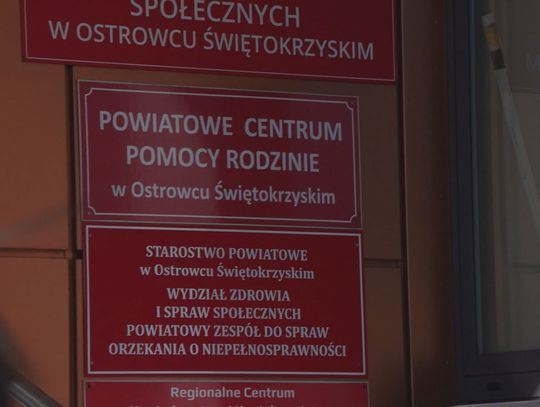 SPOŁECZNYCH
W OSTROWCU ŚWIĘTOKRZYSKIM
POWIATOWE CENTRUM
POMOCY RODZINIE
w Ostrowcu Świętokrzyskim
STAROSTWO POWIATOWE
w Ostrowcu Świętokrzyskim
WYDZIAŁ ZDROWIA
I SPRAW SPOŁECZNYCH
POWIATOWY ZESPÓŁ DO SPRAW
ORZEKANIA O NIEPEŁNOSPRAWNOŚCI
Regionalne Centrum